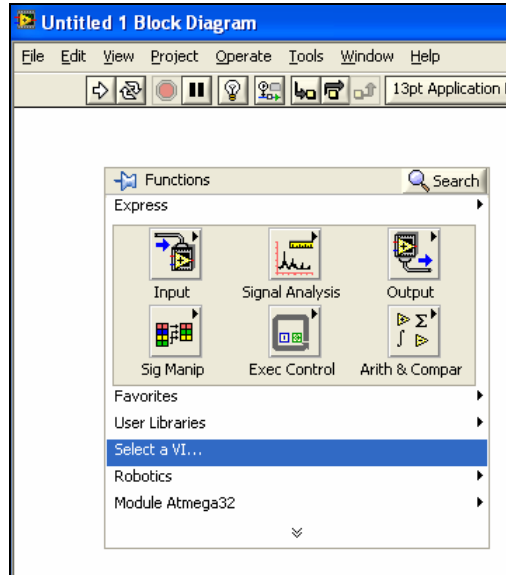 Untitled 1 Block Diagram
File Edit View Project Operate Tools Window Help
13pt Application
Functions Search
Express
Input Signal Analysis Output
Sig Manip Exec Control Arith & Compar
Favorites
User Libraries
Select a VI...
Robotics
Module Atmega32